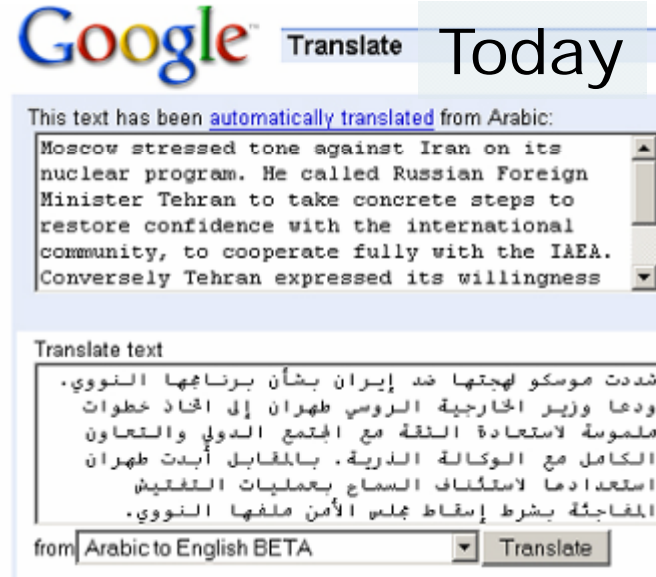 Google™ Translate Today
This text has been automatically translated from Arabic:
Moscow stressed tone against Iran on its
nuclear program. He called Russian Foreign
Minister Tehran to take concrete steps to
restore confidence with the international
community, to cooperate fully with the IAEA.
Conversely Tehran expressed its willingness
Translate text
شددت موسكو لهجتها ضد إيران بشأن برنامجها النووي.
ودعا وزير الخارجية الروسي طهران إلى اتخاذ خطوات
ملموسة لاستعادة الثقة مع المجتمع الدولي والتعاون
الكامل مع الوكالة الذرية. بالمقابل أبدت طهران
استعدادها لاستئناف السماح بعمليات التفتيش
المفاجئة بشرط إسقاط مجلس الأمن ملفها النووي.
from Arabic to English BETA Translate